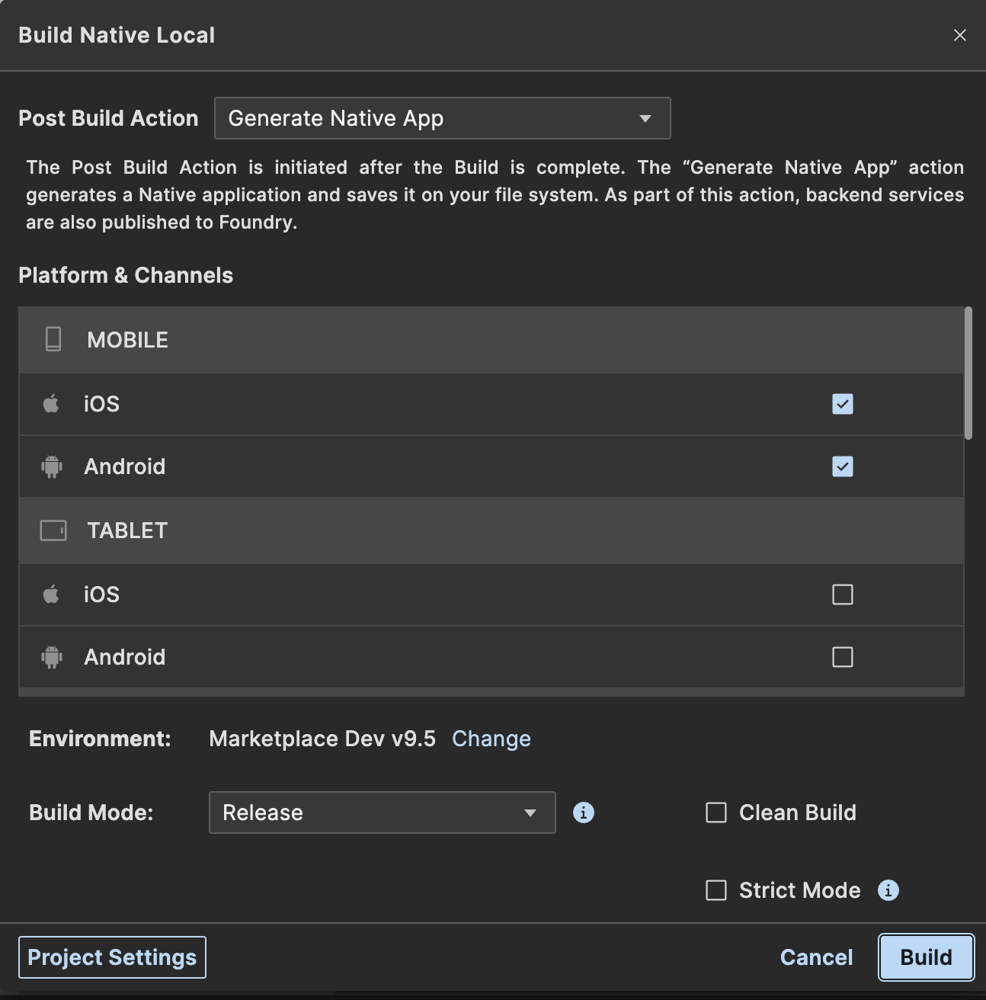 Build Native Local
Post Build Action
Generate Native App
The Post Build Action is initiated after the Build is complete. The “Generate Native App” action
generates a Native application and saves it on your file system. As part of this action, backend services
are also published to Foundry.
Platform & Channels
MOBILE
iOS
Android
TABLET
iOS
Android
Environment: Marketplace Dev v9.5 Change
Build Mode: Release Clean Build
Strict Mode
Project Settings Cancel Build